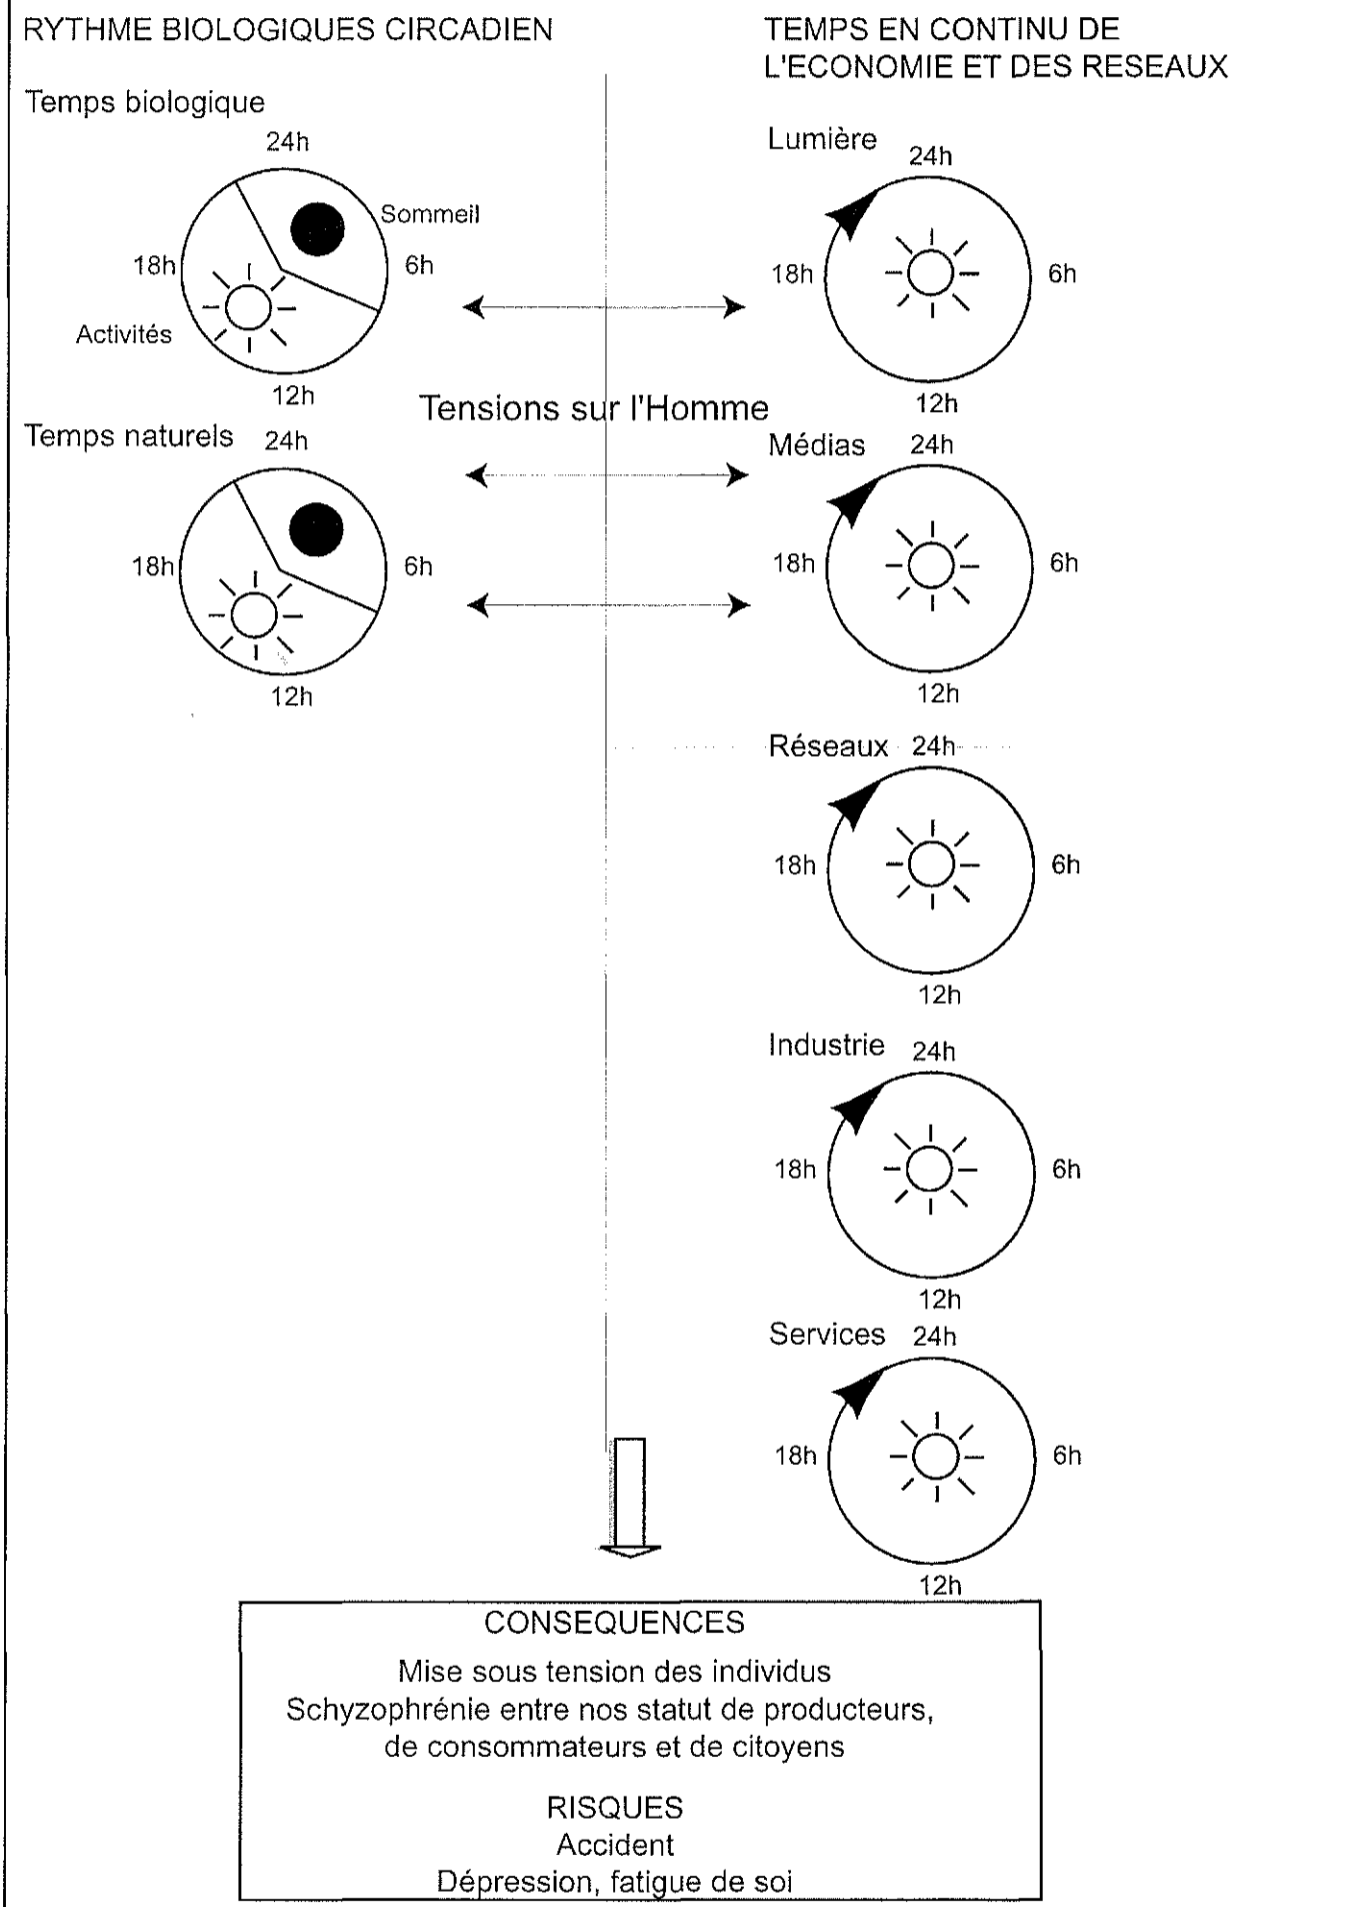 RYTHME BIOLOGIQUES CIRCADIEN
TEMPS EN CONTINU DE
L'ECONOMIE ET DES RESEAUX
Temps biologique
24h
Sommeil
18h
6h
Activités
12h
Temps naturels
24h
18h
6h
12h
Tensions sur l'Homme
Lumière
24h
18h
6h
12h
Médias
24h
18h
6h
12h
Réseaux
24h
18h
6h
12h
Industrie
24h
18h
6h
12h
Services
24h
18h
6h
12h
CONSEQUENCES
Mise sous tension des individus
Schyzophrénie entre nos statut de producteurs,
de consommateurs et de citoyens
RISQUES
Accident
Dépression, fatigue de soi